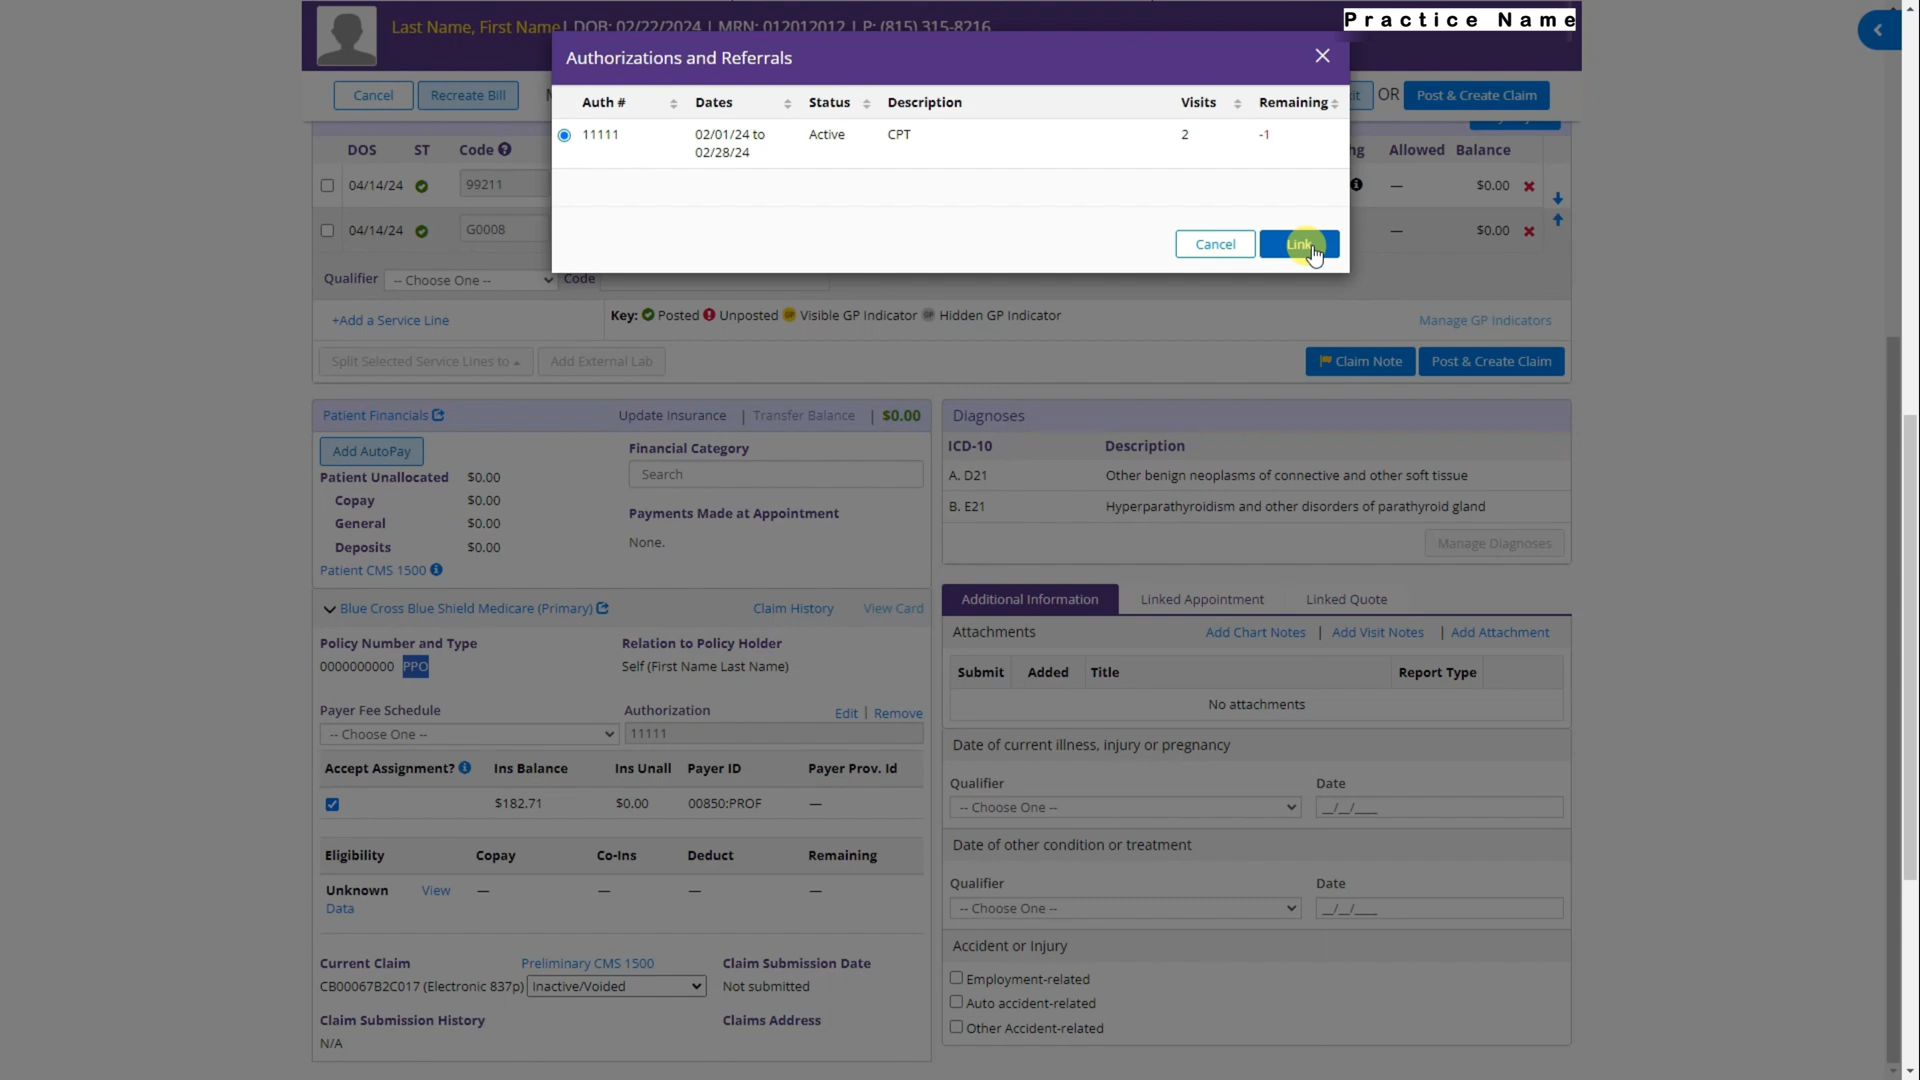 Practice Name
Last Name, First Name | DOB: 02/22/2024 | MRN: 012012012 | P: (815) 315-8216
Authorizations and Referrals
Cancel Recreate Bill OR Post & Create Claim
Auth # Dates Status Description Visits Remaining
11111 02/01/24 to 02/28/24 Active CPT 2 -1
Cancel Link
DOS ST Code Allowed Balance
04/14/24 99211 — $0.00
04/14/24 G0008 — $0.00
Qualifier -- Choose One -- Code
+Add a Service Line Key: Posted Unposted GP Visible GP Indicator GP Hidden GP Indicator Manage GP Indicators
Split Selected Service Lines to Add External Lab Claim Note Post & Create Claim
Patient Financials Update Insurance | Transfer Balance | $0.00
Add AutoPay Financial Category
Search
Patient Unallocated $0.00
Copay $0.00
General $0.00
Deposits $0.00
Payments Made at Appointment
None.
Patient CMS 1500
Blue Cross Blue Shield Medicare (Primary) Claim History View Card
Policy Number and Type Relation to Policy Holder
0000000000 PPO Self (First Name Last Name)
Payer Fee Schedule Authorization Edit | Remove
-- Choose One -- 11111
Accept Assignment? Ins Balance Ins Unall Payer ID Payer Prov. Id
$182.71 $0.00 00850:PROF —
Eligibility Copay Co-Ins Deduct Remaining
Unknown View — — — —
Data
Current Claim Preliminary CMS 1500 Claim Submission Date
CB00067B2C017 (Electronic 837p) Inactive/Voided Not submitted
Claim Submission History Claims Address
N/A
Diagnoses
ICD-10 Description
A. D21 Other benign neoplasms of connective and other soft tissue
B. E21 Hyperparathyroidism and other disorders of parathyroid gland
Manage Diagnoses
Additional Information Linked Appointment Linked Quote
Attachments Add Chart Notes | Add Visit Notes | Add Attachment
Submit Added Title Report Type
No attachments
Date of current illness, injury or pregnancy
Qualifier Date
-- Choose One -- __/__/____
Date of other condition or treatment
Qualifier Date
-- Choose One -- __/__/____
Accident or Injury
Employment-related
Auto accident-related
Other Accident-related